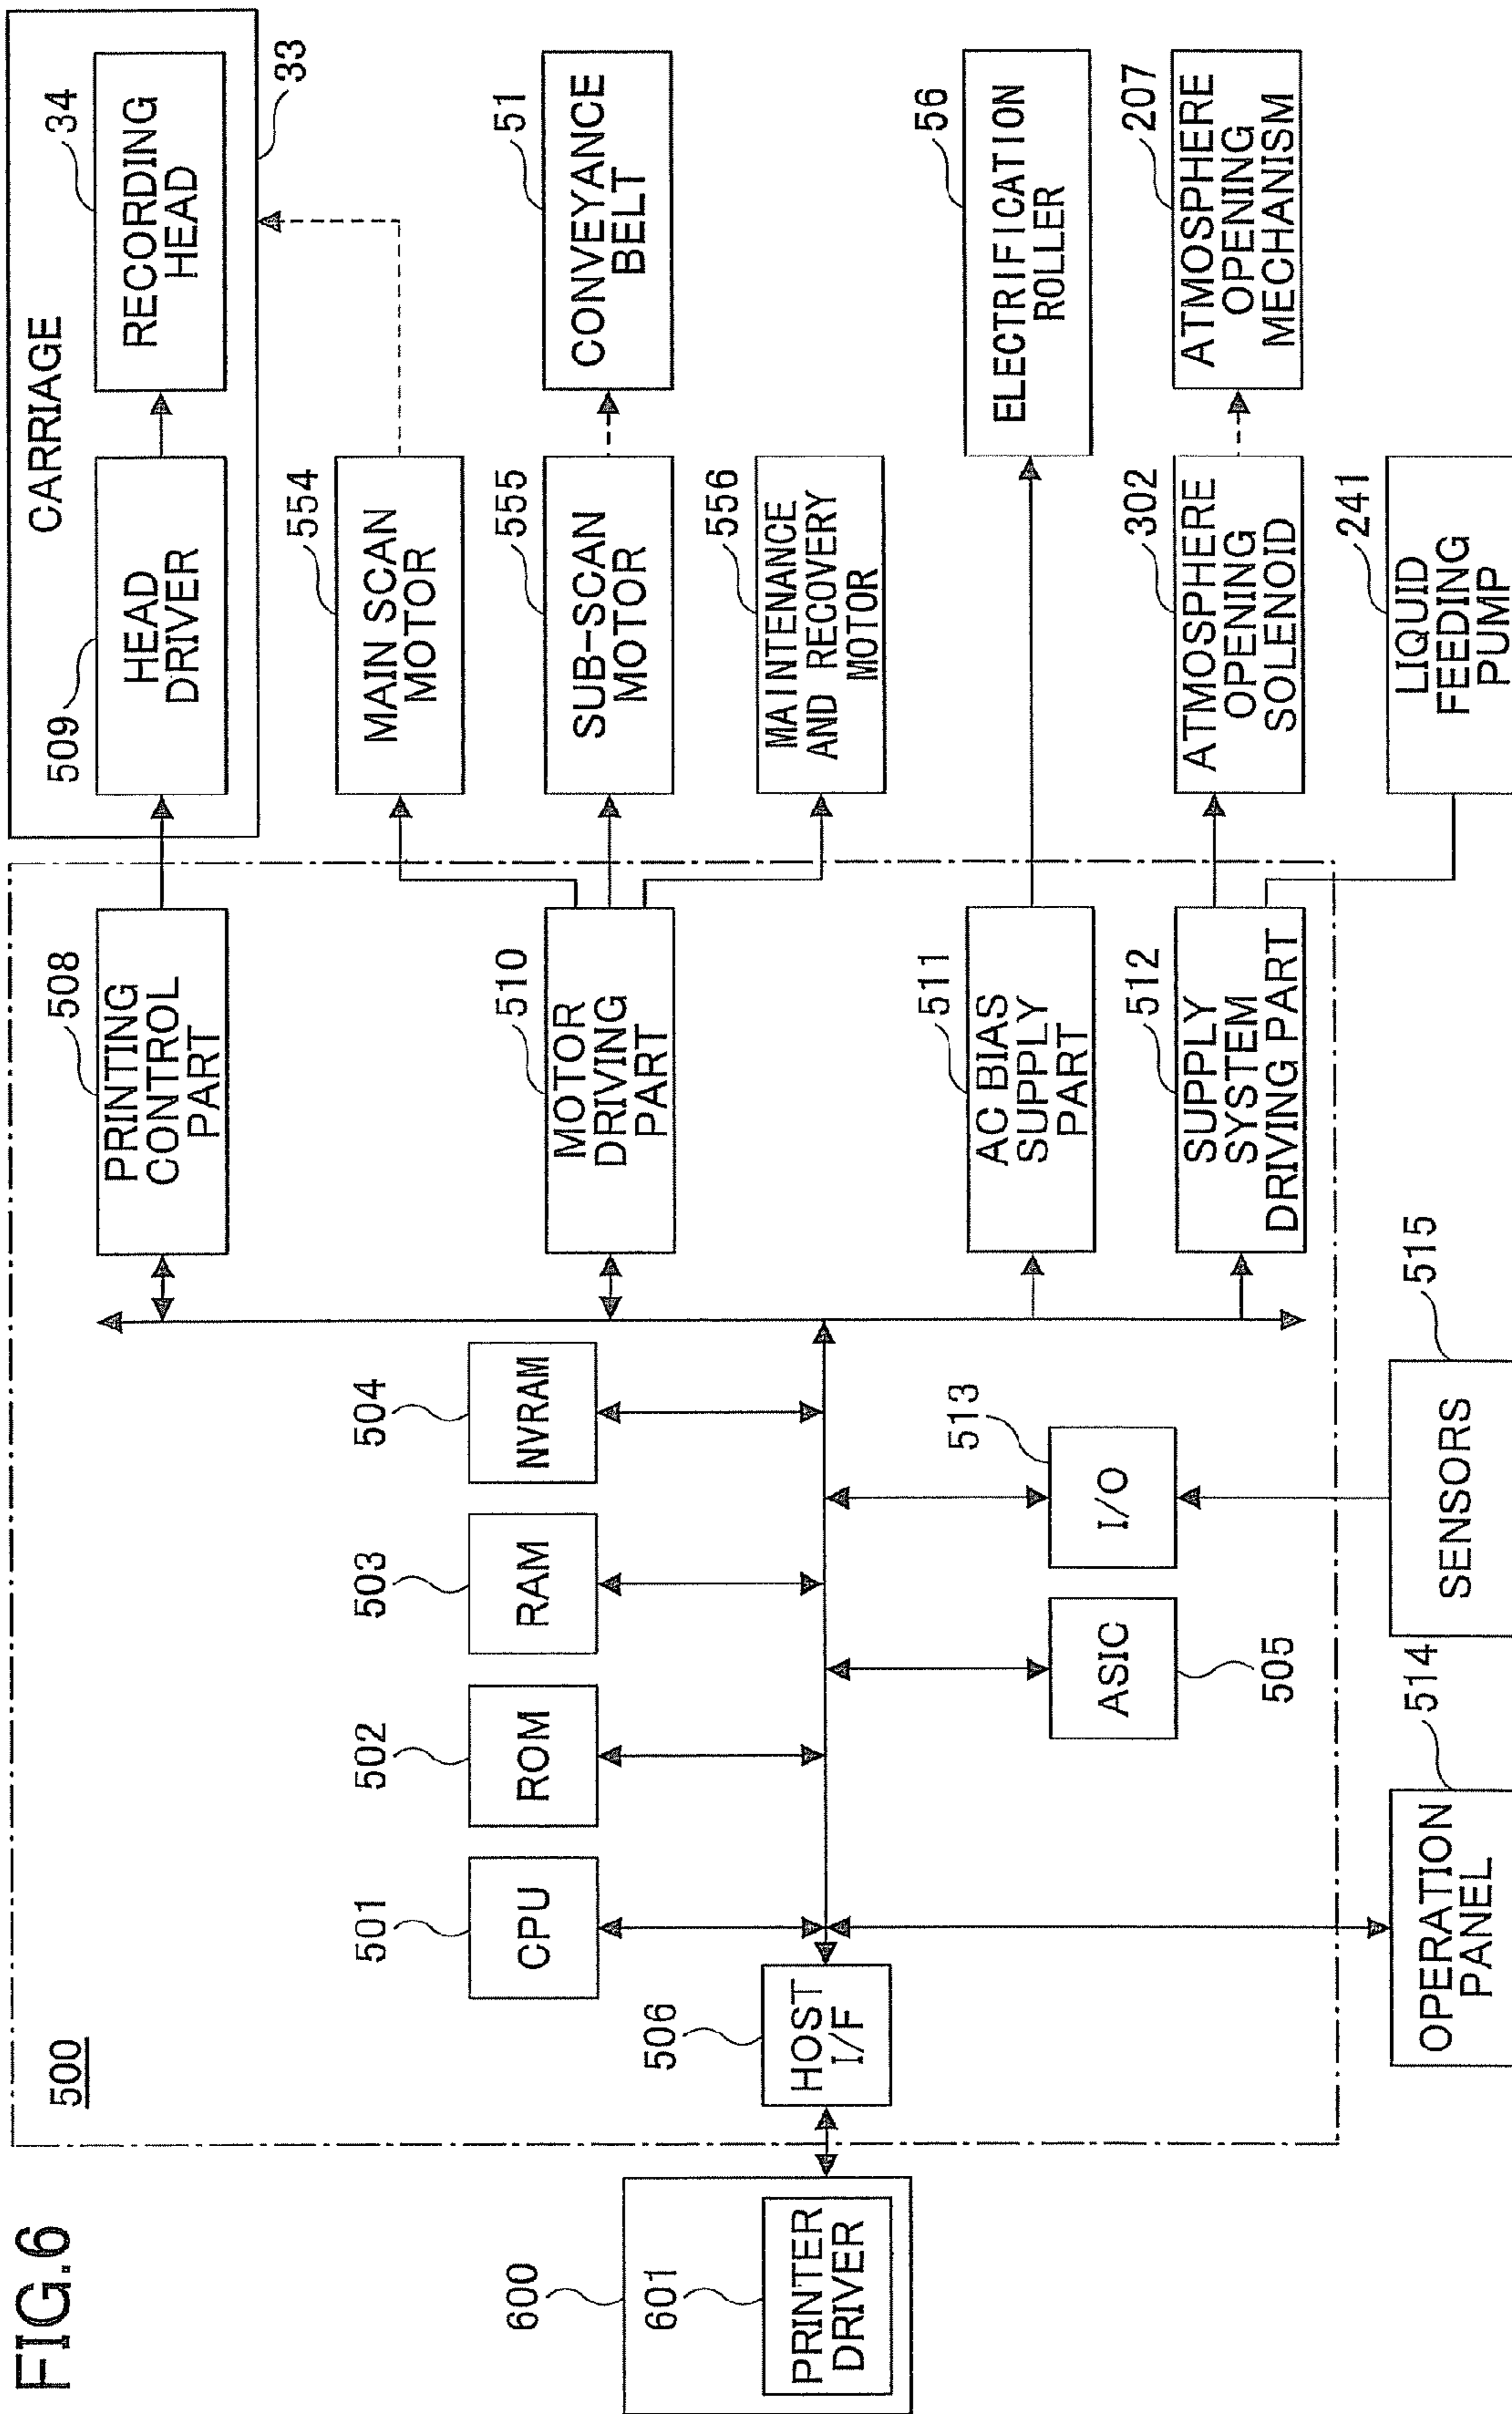 FIG.6
500
600
601
PRINTER
DRIVER
506
HOST
I/F
501
CPU
502
ROM
503
RAM
504
NVRAM
505
ASIC
513
I/O
514
OPERATION
PANEL
515
SENSORS
508
PRINTING
CONTROL
PART
510
MOTOR
DRIVING
PART
511
AC BIAS
SUPPLY
PART
512
SUPPLY
SYSTEM
DRIVING PART
CARRIAGE
33
509
HEAD
DRIVER
34
RECORDING
HEAD
554
MAIN SCAN
MOTOR
555
SUB-SCAN
MOTOR
51
CONVEYANCE
BELT
556
MAINTENANCE
AND RECOVERY
MOTOR
56
ELECTRIFICATION
ROLLER
302
ATMOSPHERE
OPENING
SOLENOID
207
ATMOSPHERE
OPENING
MECHANISM
241
LIQUID
FEEDING
PUMP